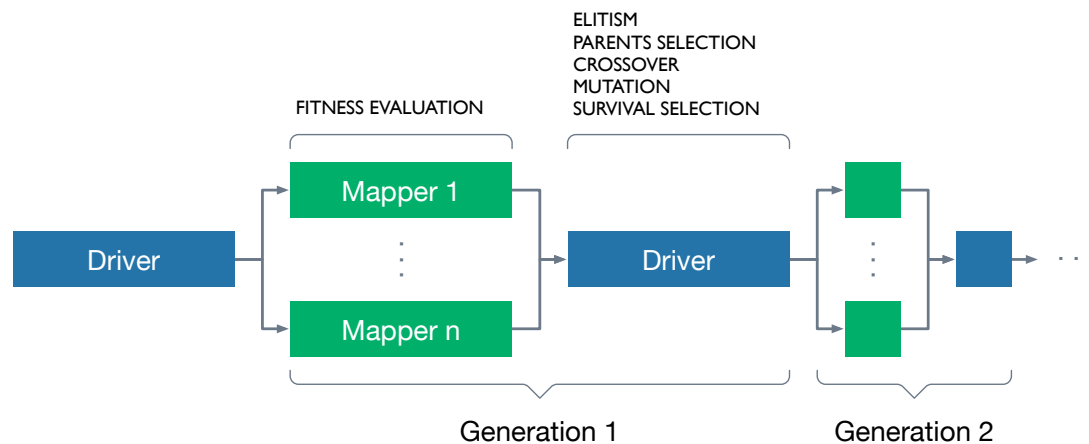 ELITISM
PARENTS SELECTION
CROSSOVER
MUTATION
SURVIVAL SELECTION
FITNESS EVALUATION
Mapper 1
Driver
Driver
Mapper n
Generation 1
Generation 2